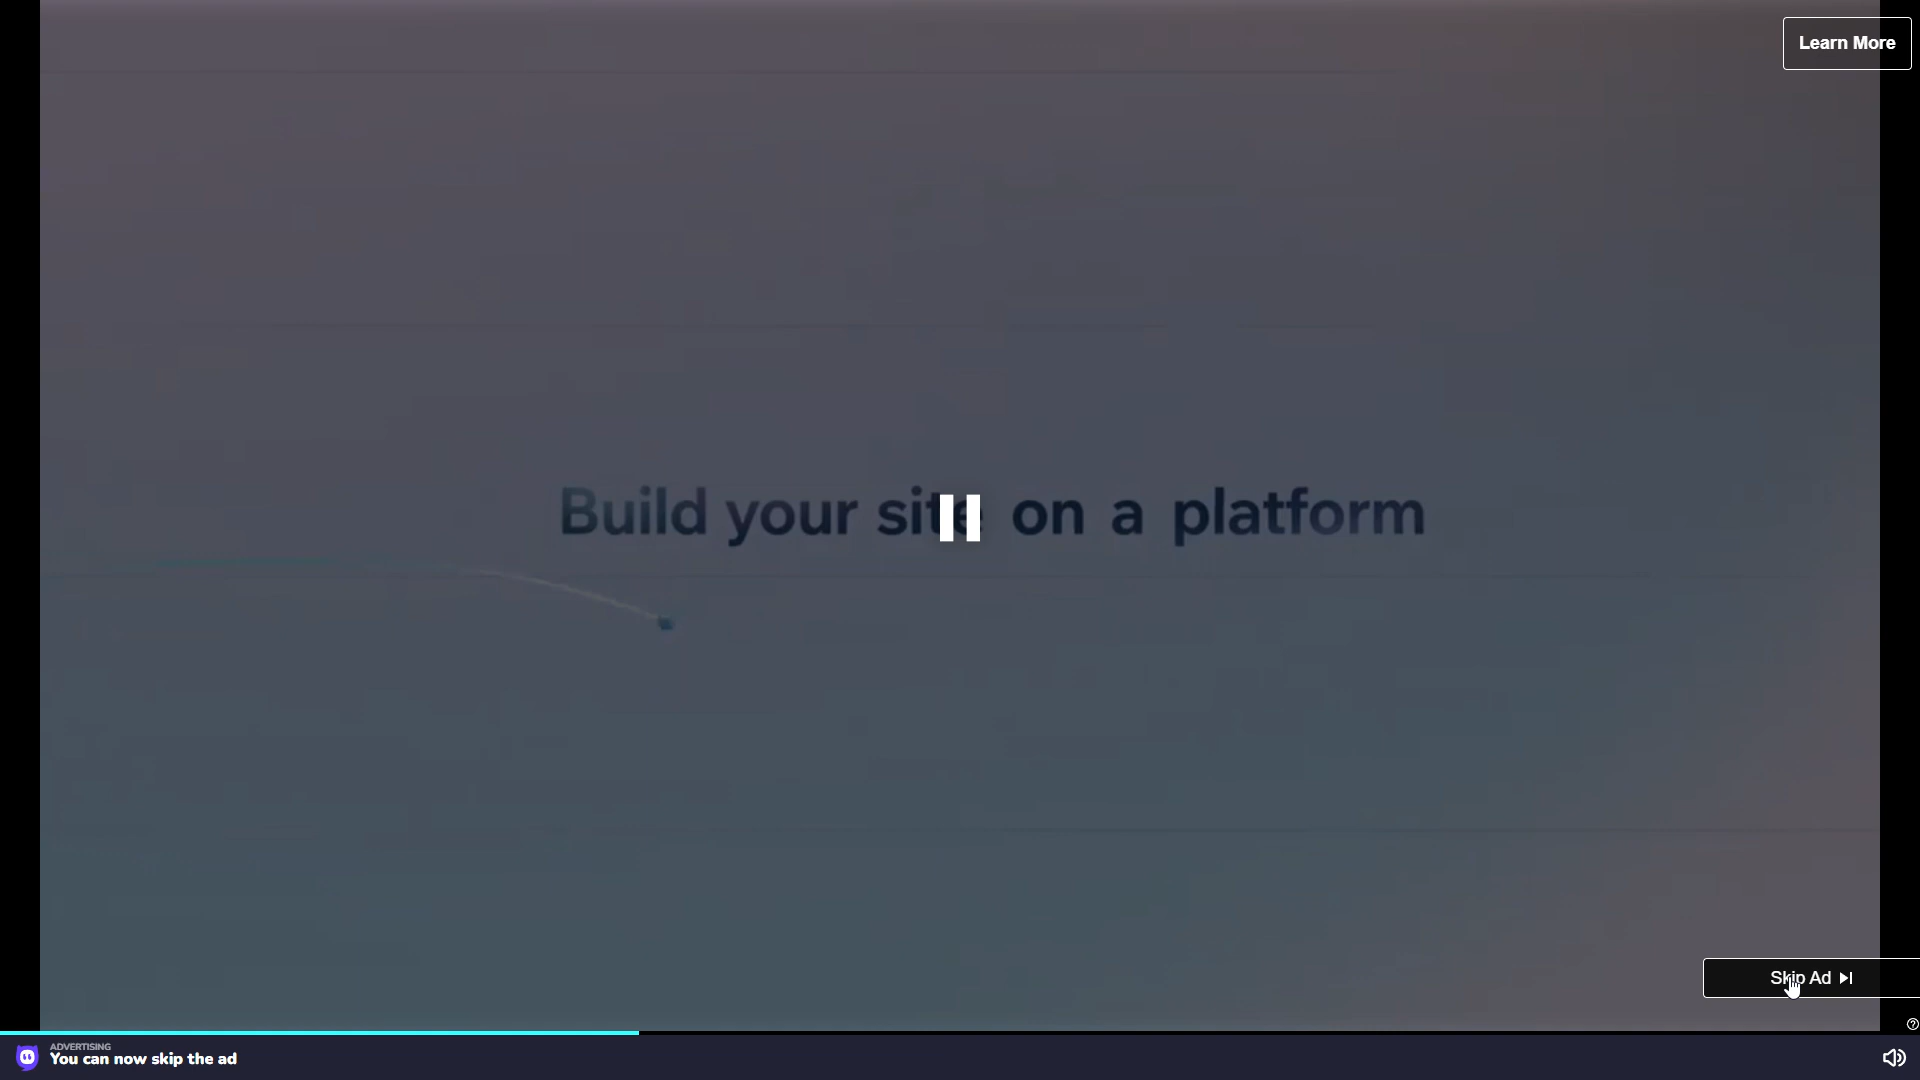 Learn More
Build your site on a platform
Skip Ad
ADVERTISING
You can now skip the ad